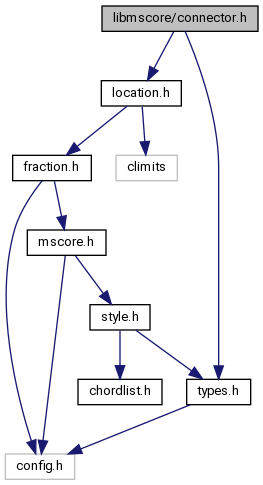 libmscore/connector.h
location.h
fraction.h
climits
mscore.h
style.h
chordlist.h
types.h
config.h